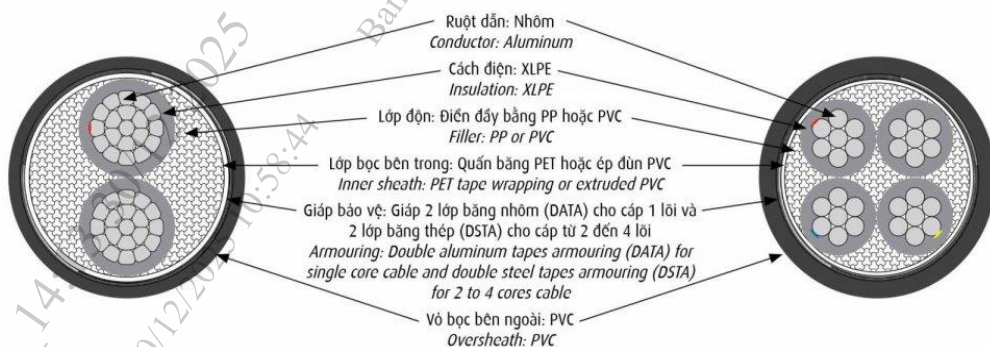 Ruột dẫn: Nhôm
Conductor: Aluminum
Cách điện: XLPE
Insulation: XLPE
Lớp độn: Điền đầy bằng PP hoặc PVC
Filler: PP or PVC
Lớp bọc bên trong: Quấn băng PET hoặc ép đùn PVC
Inner sheath: PET tape wrapping or extruded PVC
Giáp bảo vệ: Giáp 2 lớp băng nhôm (DATA) cho cáp 1 lõi và
2 lớp băng thép (DSTA) cho cáp từ 2 đến 4 lõi
Armouring: Double aluminum tapes armouring (DATA) for
single core cable and double steel tapes armouring (DSTA)
for 2 to 4 cores cable
Vỏ bọc bên ngoài: PVC
Oversheath: PVC